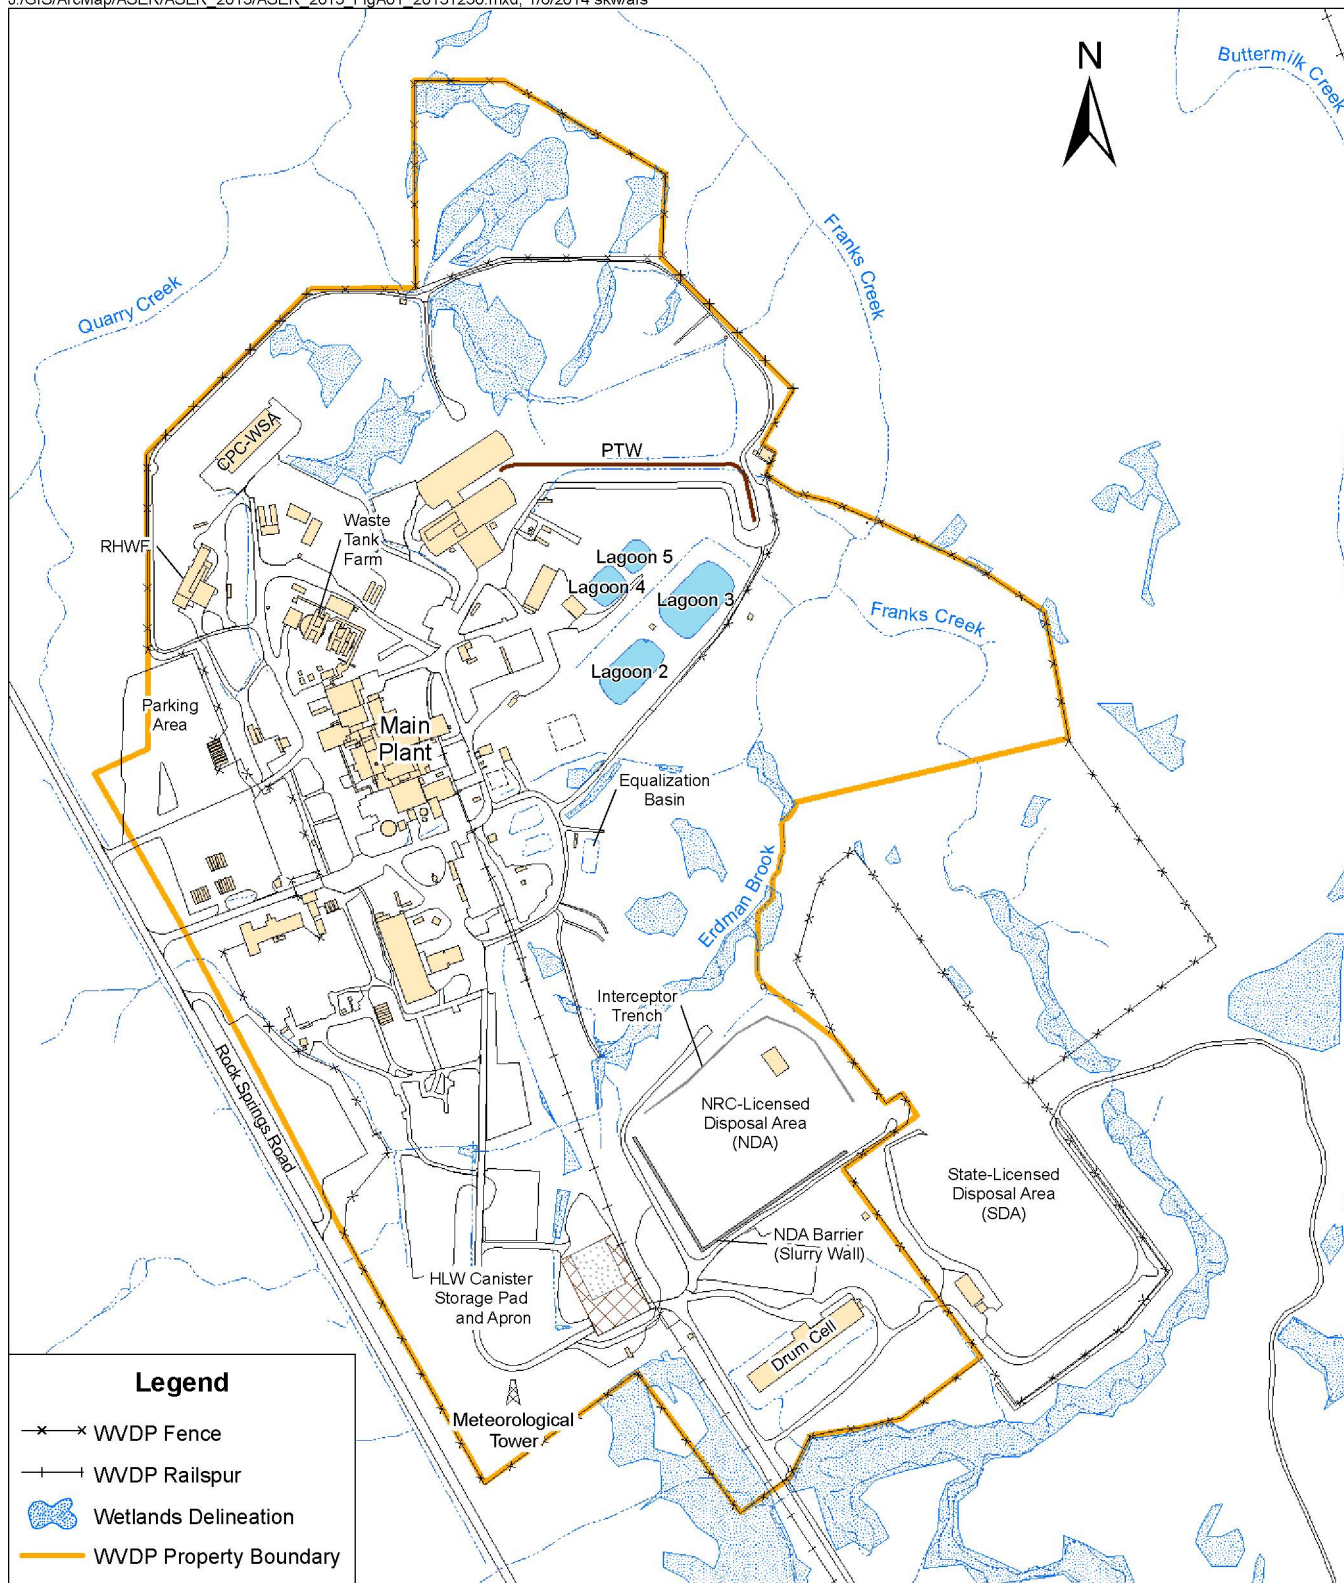 N
Buttermilk Creek
Franks Creek
Quarry Creek
CPC-WSA
PTW
Waste
Tank
Farm
RHWF
Lagoon 5
Lagoon 4
Lagoon 3
Franks Creek
Lagoon 2
Parking
Area
Main
Plant
Equalization
Basin
Erdman Brook
Interceptor
Trench
Rock Springs Road
NRC-Licensed
Disposal Area
(NDA)
State-Licensed
Disposal Area
(SDA)
NDA Barrier
(Slurry Wall)
HLW Canister
Storage Pad
and Apron
Drum Cell
Meteorological
Tower
Legend
WVDP Fence
WVDP Railspur
Wetlands Delineation
WVDP Property Boundary